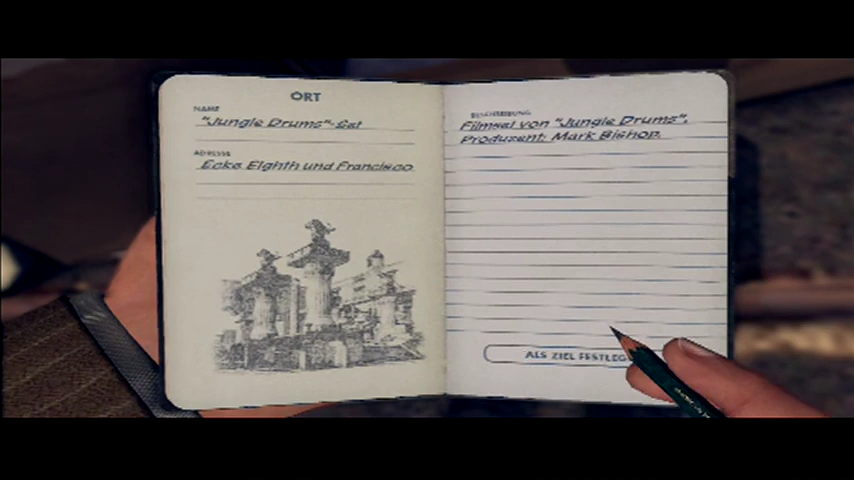 ORT
NAME
"Jungle Drums"-Set
ADRESSE
Ecke Eighth und Francisco
BESCHREIBUNG
Filmset von "Jungle Drums",
Produzent: Mark Bishop.
ALS ZIEL